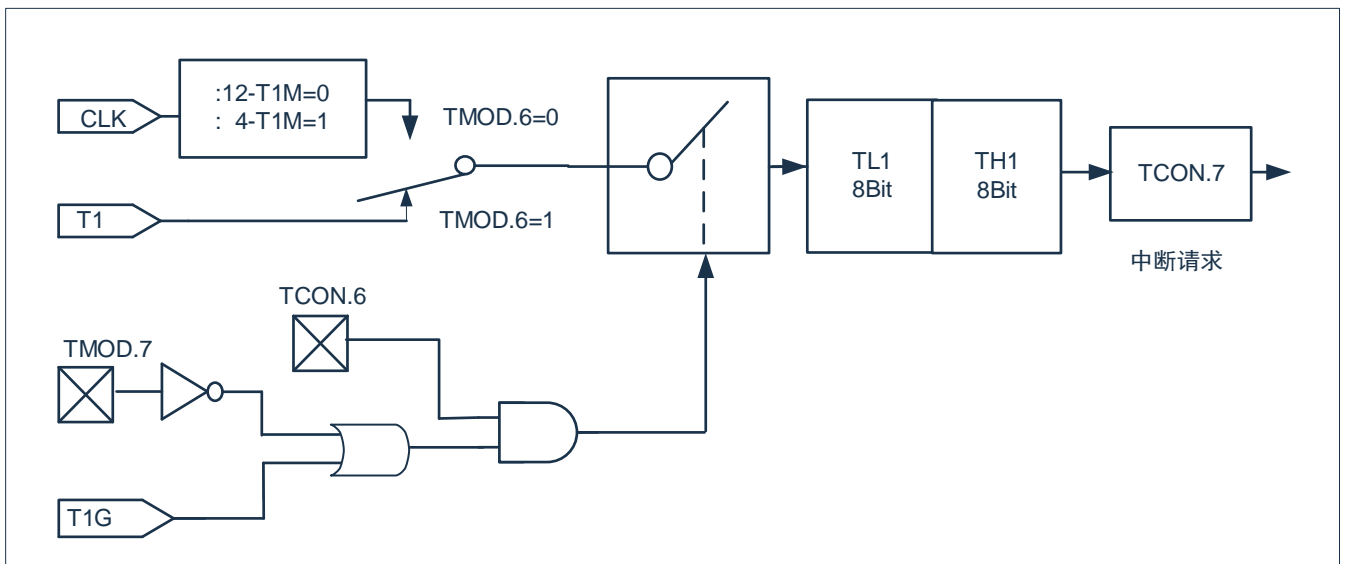 CLK
:12-T1M=0
: 4-T1M=1
TMOD.6=0
T1
TMOD.6=1
TL1
8Bit
TH1
8Bit
TCON.7
中断请求
TCON.6
TMOD.7
T1G